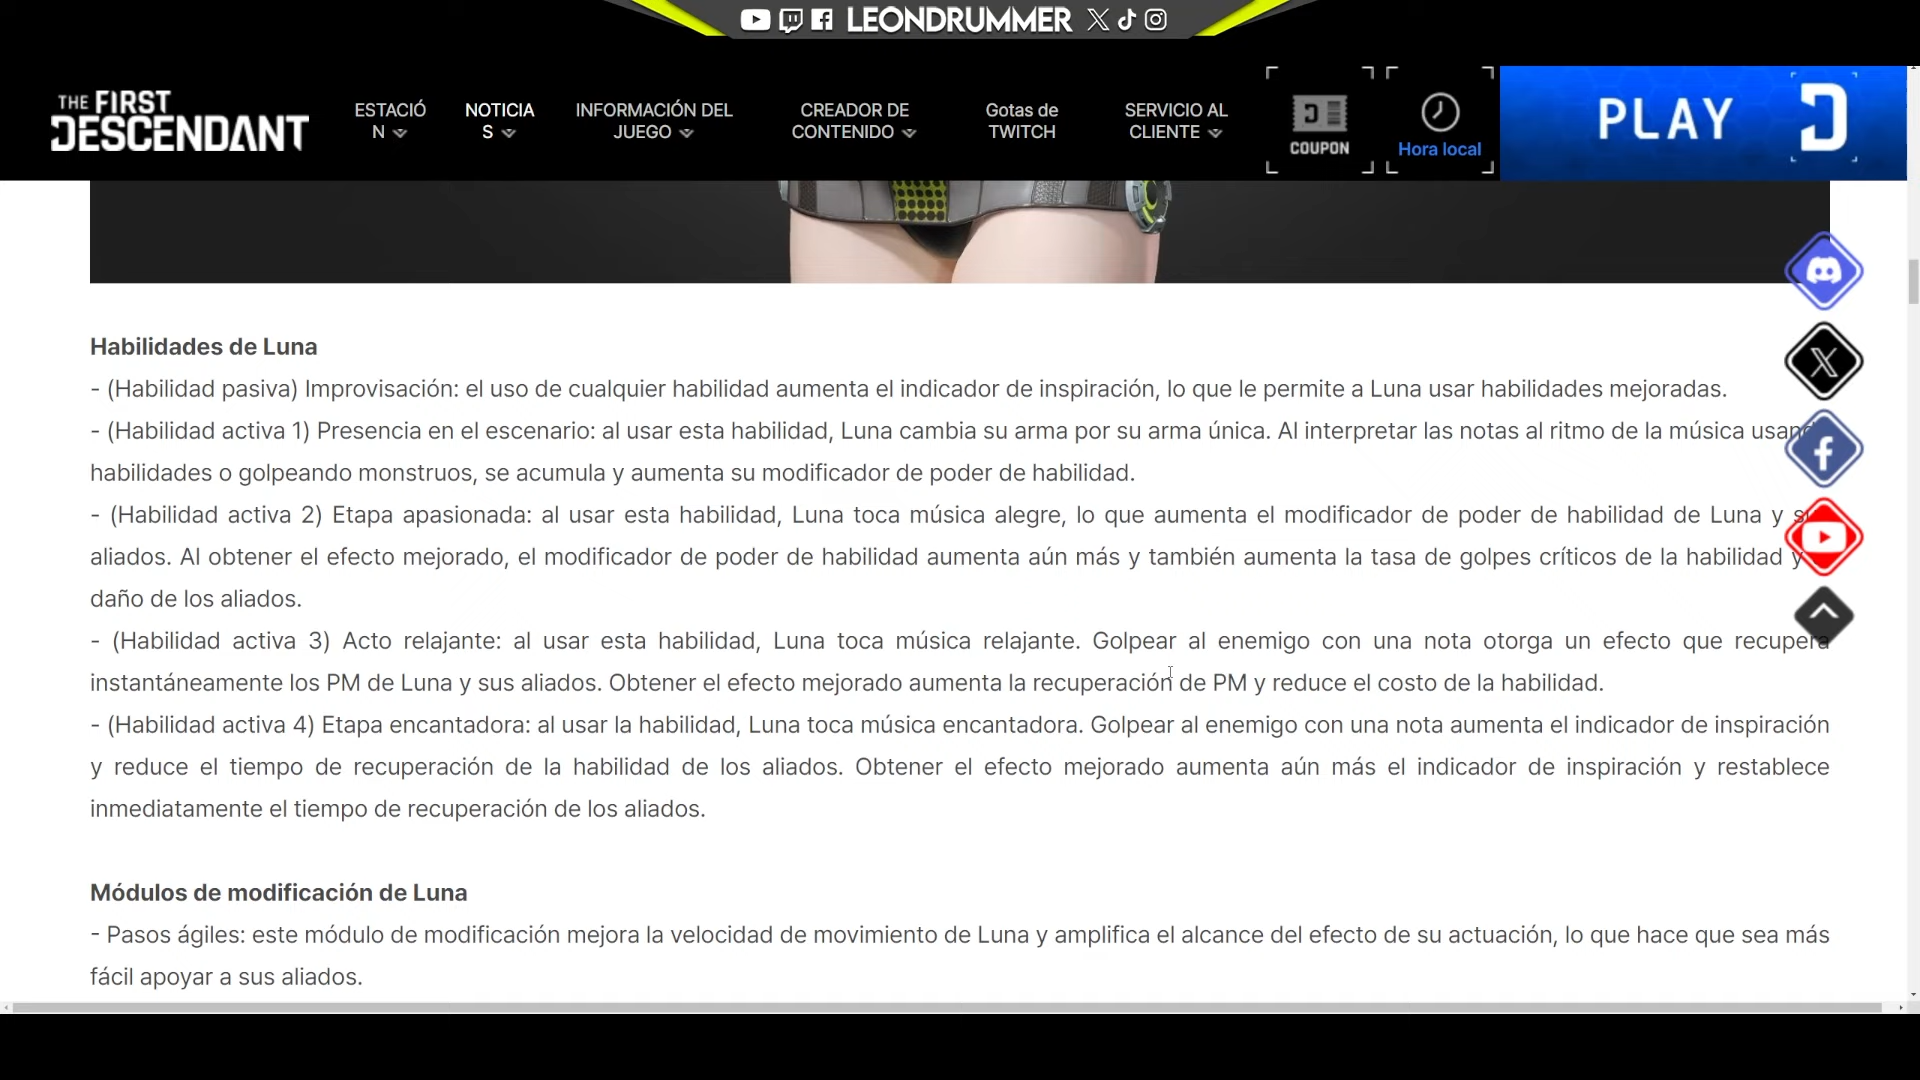 LEONDRUMMER
THE FIRST DESCENDANT
ESTACIÓ
N
NOTICIA
S
INFORMACIÓN DEL
JUEGO
CREADOR DE
CONTENIDO
Gotas de
TWITCH
SERVICIO AL
CLIENTE
COUPON
Hora local
PLAY
Habilidades de Luna
- (Habilidad pasiva) Improvisación: el uso de cualquier habilidad aumenta el indicador de inspiración, lo que le permite a Luna usar habilidades mejoradas.
- (Habilidad activa 1) Presencia en el escenario: al usar esta habilidad, Luna cambia su arma por su arma única. Al interpretar las notas al ritmo de la música usando
habilidades o golpeando monstruos, se acumula y aumenta su modificador de poder de habilidad.
- (Habilidad activa 2) Etapa apasionada: al usar esta habilidad, Luna toca música alegre, lo que aumenta el modificador de poder de habilidad de Luna y
aliados. Al obtener el efecto mejorado, el modificador de poder de habilidad aumenta aún más y también aumenta la tasa de golpes críticos de la habilidad y
daño de los aliados.
- (Habilidad activa 3) Acto relajante: al usar esta habilidad, Luna toca música relajante. Golpear al enemigo con una nota otorga un efecto que recupera
instantáneamente los PM de Luna y sus aliados. Obtener el efecto mejorado aumenta la recuperación de PM y reduce el costo de la habilidad.
- (Habilidad activa 4) Etapa encantadora: al usar la habilidad, Luna toca música encantadora. Golpear al enemigo con una nota aumenta el indicador de inspiración
y reduce el tiempo de recuperación de la habilidad de los aliados. Obtener el efecto mejorado aumenta aún más el indicador de inspiración y restablece
inmediatamente el tiempo de recuperación de los aliados.
Módulos de modificación de Luna
- Pasos ágiles: este módulo de modificación mejora la velocidad de movimiento de Luna y amplifica el alcance del efecto de su actuación, lo que hace que sea más
fácil apoyar a sus aliados.